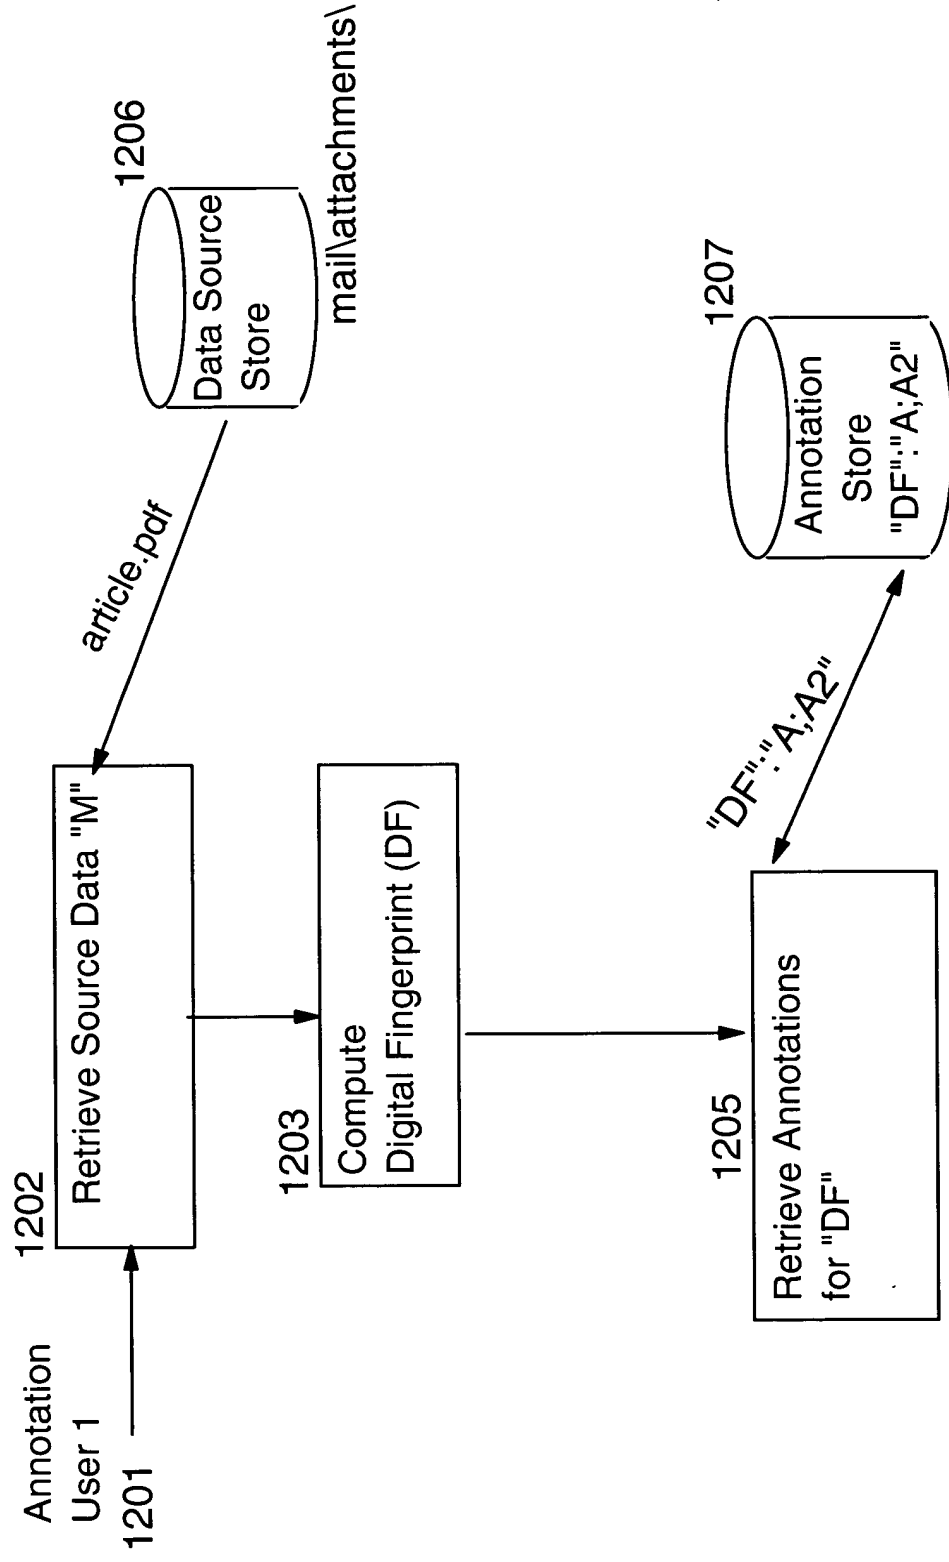 Annotation
User 1
1201
1202
Retrieve Source Data "M"
article.pdf
1206
Data Source
Store
mail\attachments\
1203
Compute
Digital Fingerprint (DF)
1205
Retrieve Annotations
for "DF"
"DF":"A;A2"
1207
Annotation
Store
"DF":"A;A2"